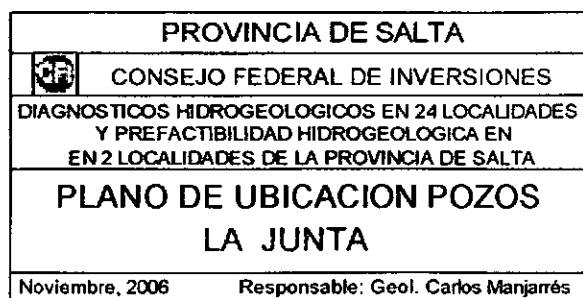 PROVINCIA DE SALTA
CFI
CONSEJO FEDERAL DE INVERSIONES
DIAGNOSTICOS HIDROGEOLOGICOS EN 24 LOCALIDADES
Y PREFACTIBILIDAD HIDROGEOLOGICA EN
EN 2 LOCALIDADES DE LA PROVINCIA DE SALTA
PLANO DE UBICACION POZOS
LA JUNTA
Noviembre, 2006 Responsable: Geol. Carlos Manjarrés